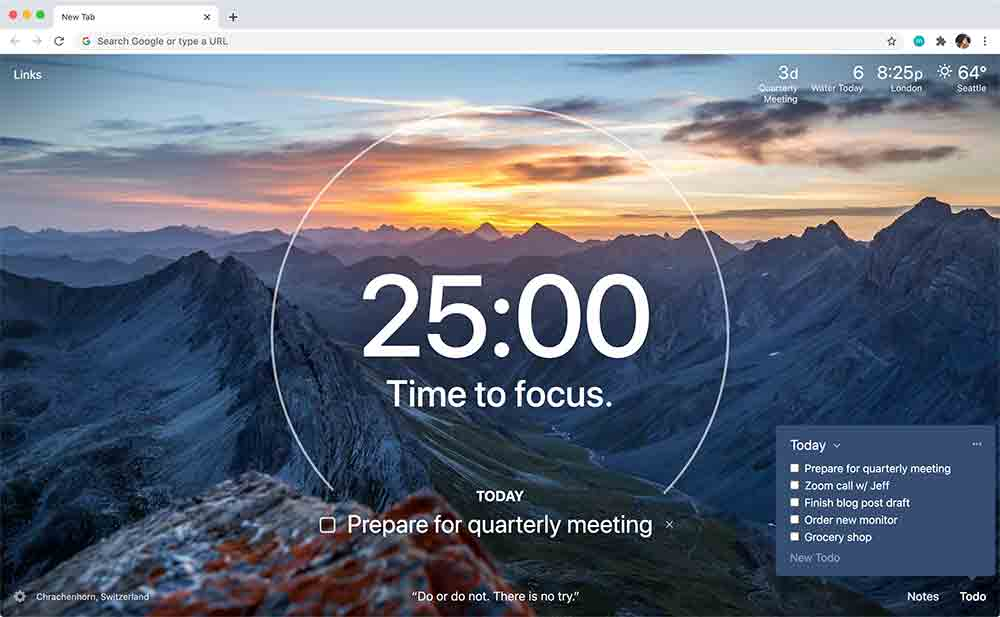 New Tab
Search Google or type a URL
Links
3d
Quarterly
Meeting
6
Water Today
8:25p
London
64°
Seattle
25:00
Time to focus.
TODAY
Prepare for quarterly meeting
Today
Prepare for quarterly meeting
Zoom call w/ Jeff
Finish blog post draft
Order new monitor
Grocery shop
New Todo
Chrachenhorn, Switzerland
“Do or do not. There is no try.”
Notes
Todo